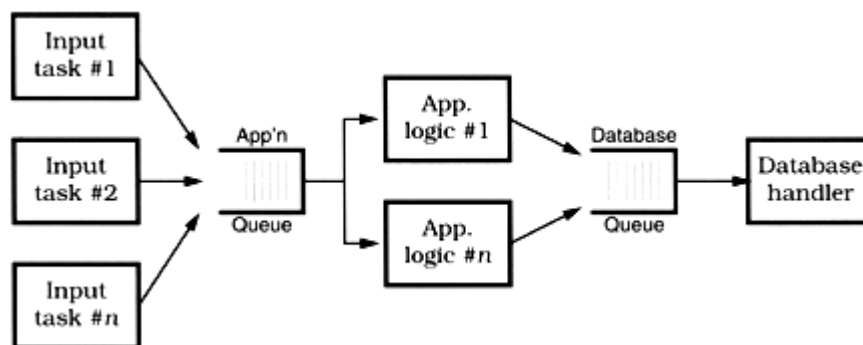 Input
task #1
Input
task #2
Input
task #n
App'n
Queue
App.
logic #1
App.
logic #n
Database
Queue
Database
handler